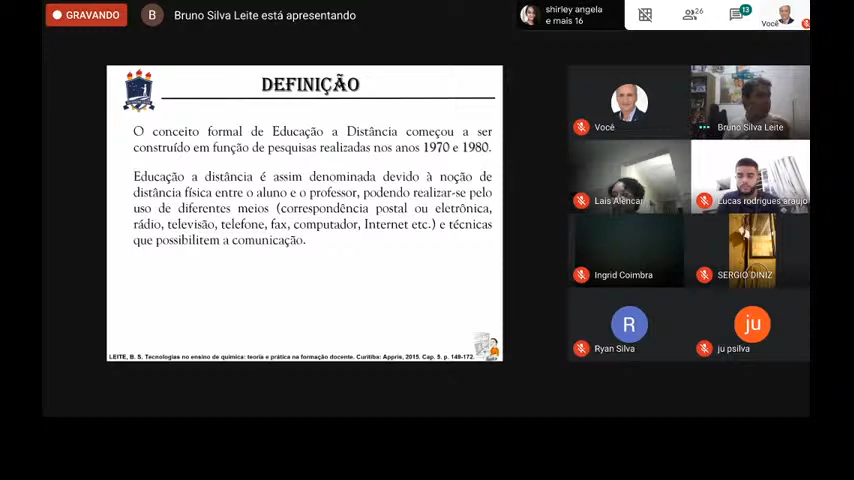 GRAVANDO
B
Bruno Silva Leite está apresentando
shirley angela
e mais 16
26
13
Você
DEFINIÇÃO
O conceito formal de Educação a Distância começou a ser
construído em função de pesquisas realizadas nos anos 1970 e 1980.
Educação a distância é assim denominada devido à noção de
distância física entre o aluno e o professor, podendo realizar-se pelo
uso de diferentes meios (correspondência postal ou eletrônica,
rádio, televisão, telefone, fax, computador, Internet etc.) e técnicas
que possibilitem a comunicação.
LEITE, B. S. Tecnologias no ensino de química: teoria e prática na formação docente. Curitiba: Appris, 2015. Cap. 5. p. 149-172.
Você
Bruno Silva Leite
Lais Alencar
Lucas rodrigues araujo
Ingrid Coimbra
SERGIO DINIZ
R
Ryan Silva
ju
ju psilva